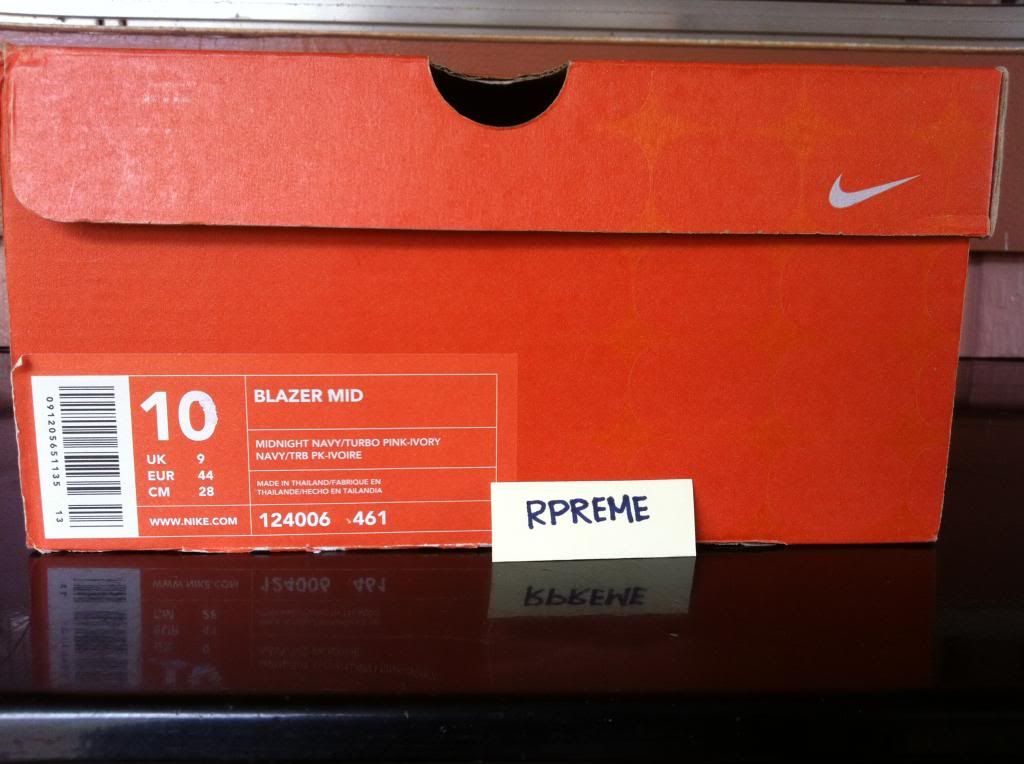 10
UK 9
EUR 44
CM 28
WWW.NIKE.COM
BLAZER MID
MIDNIGHT NAVY/TURBO PINK-IVORY
NAVY/TRB PK-IVOIRE
MADE IN THAILAND/FABRIQUE EN
THAILANDE/HECHO EN TAILANDIA
124006 461
091205651135 13
RPREME